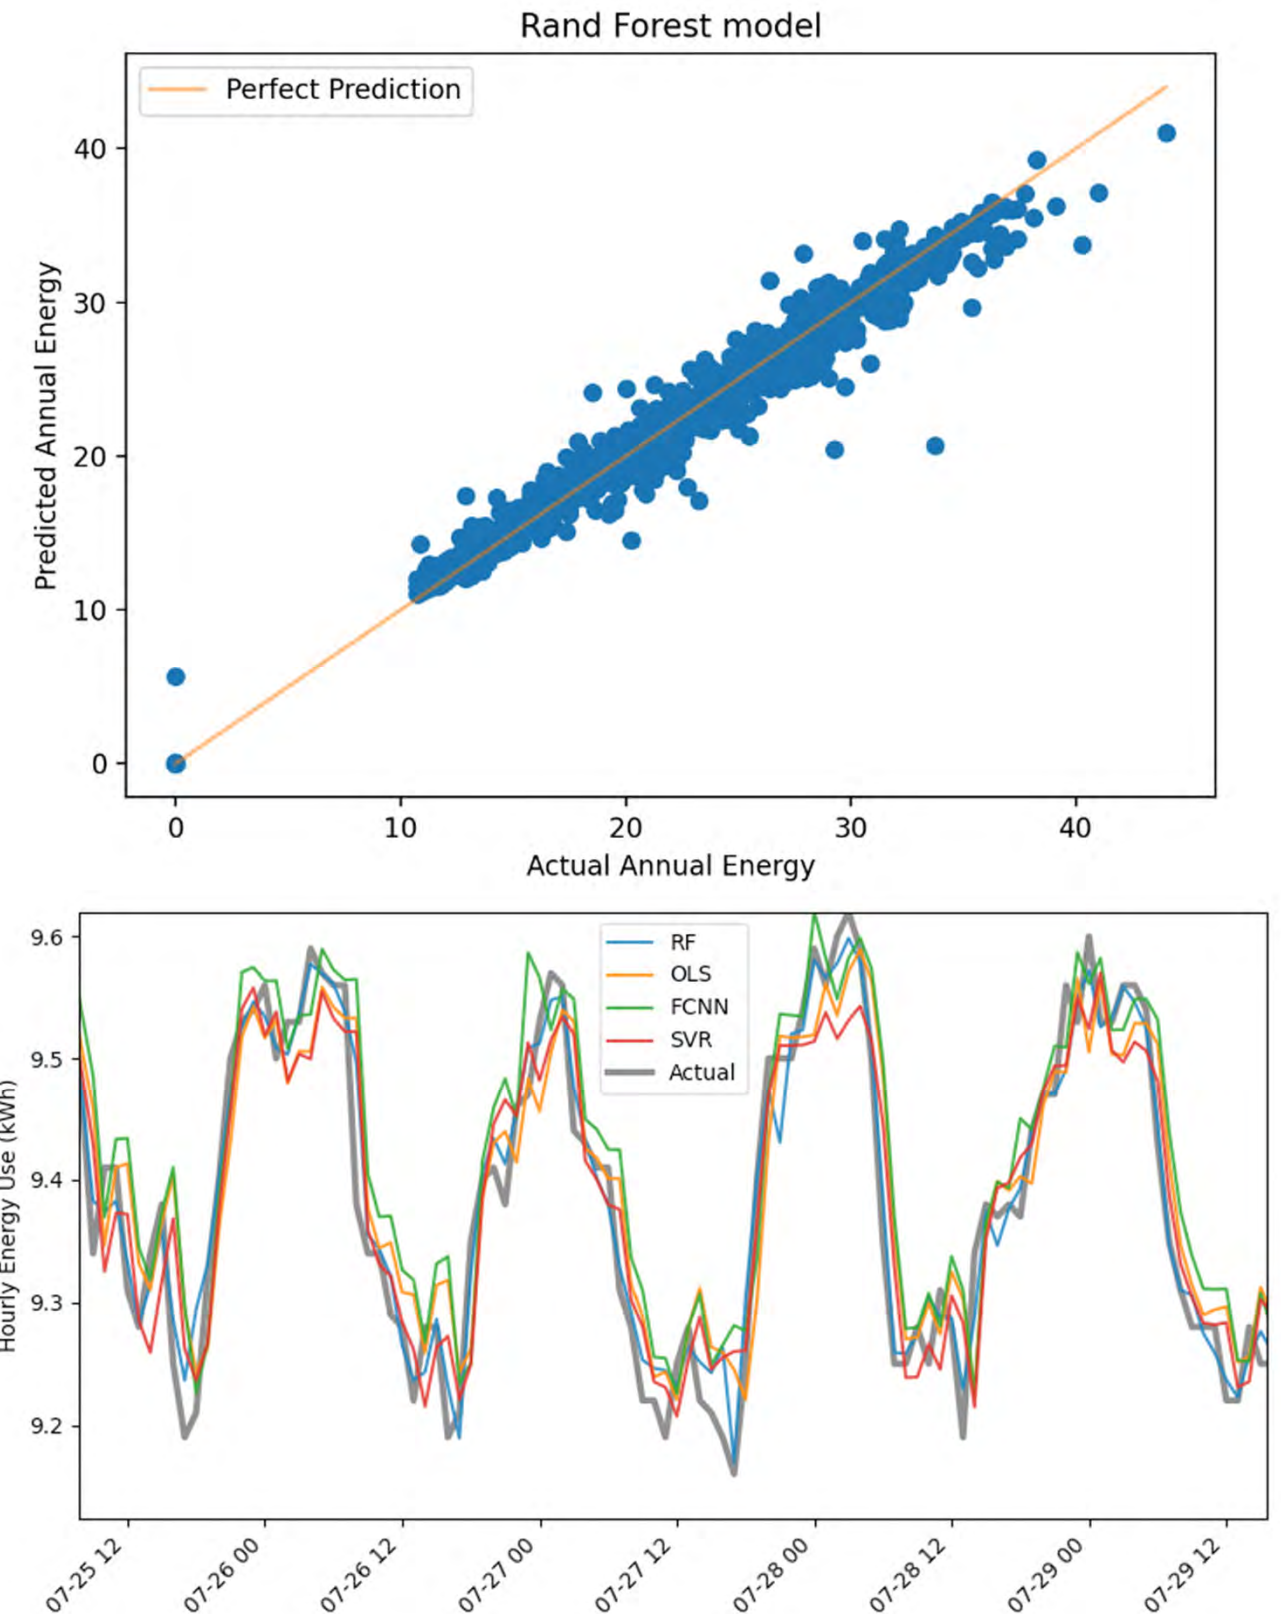 Rand Forest model
Perfect Prediction
Predicted Annual Energy
40
30
20
10
0
0 10 20 30 40
Actual Annual Energy
Hourly Energy Use (kWh)
9.6
9.5
9.4
9.3
9.2
RF
OLS
FCNN
SVR
Actual
07-25 12
07-26 00
07-26 12
07-27 00
07-27 12
07-28 00
07-28 12
07-29 00
07-29 12